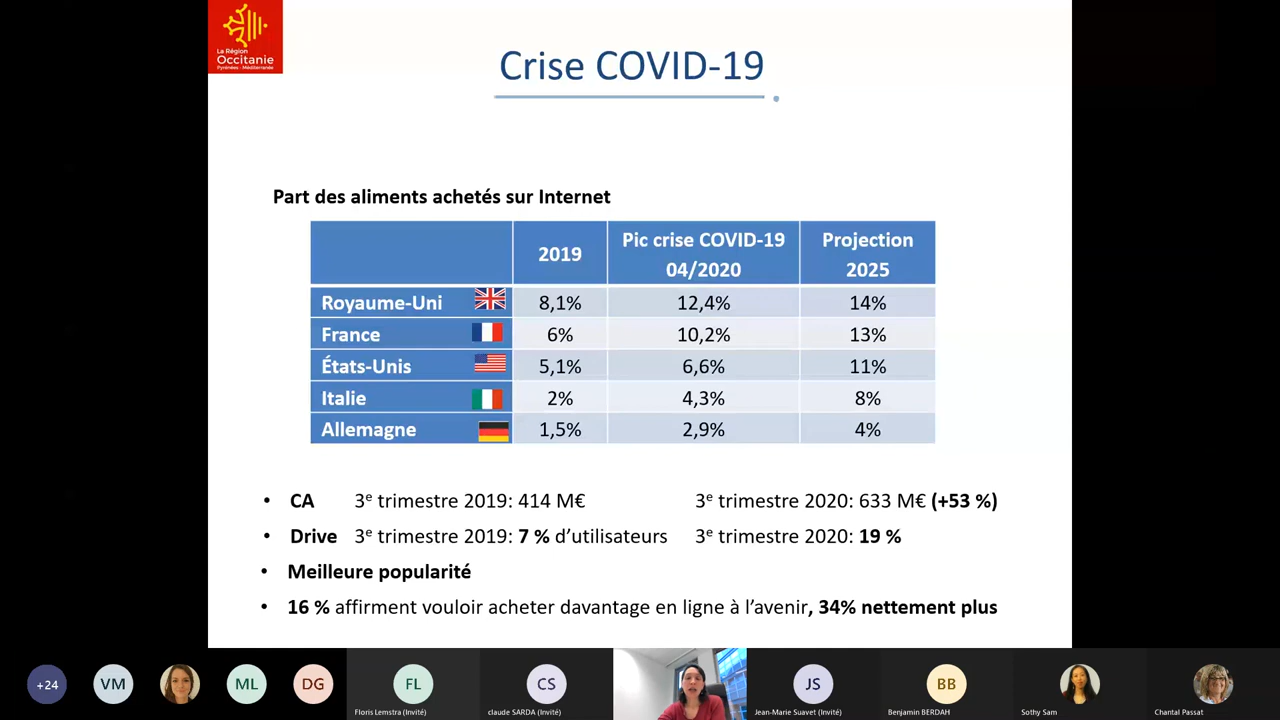 La Région
Occitanie
Pyrénées - Méditerranée
Crise COVID-19
Part des aliments achetés sur Internet
2019
Pic crise COVID-19
04/2020
Projection
2025
Royaume-Uni 8,1% 12,4% 14%
France 6% 10,2% 13%
États-Unis 5,1% 6,6% 11%
Italie 2% 4,3% 8%
Allemagne 1,5% 2,9% 4%
• CA 3e trimestre 2019: 414 M€ 3e trimestre 2020: 633 M€ (+53 %)
• Drive 3e trimestre 2019: 7 % d’utilisateurs 3e trimestre 2020: 19 %
• Meilleure popularité
• 16 % affirment vouloir acheter davantage en ligne à l’avenir, 34% nettement plus
+24 VM ML DG FL CS JS BB
Floris Lemstra (Invité) claude SARDA (Invité) Jean-Marie Suavet (Invité) Benjamin BERDAH Sothy Sam Chantal Passat